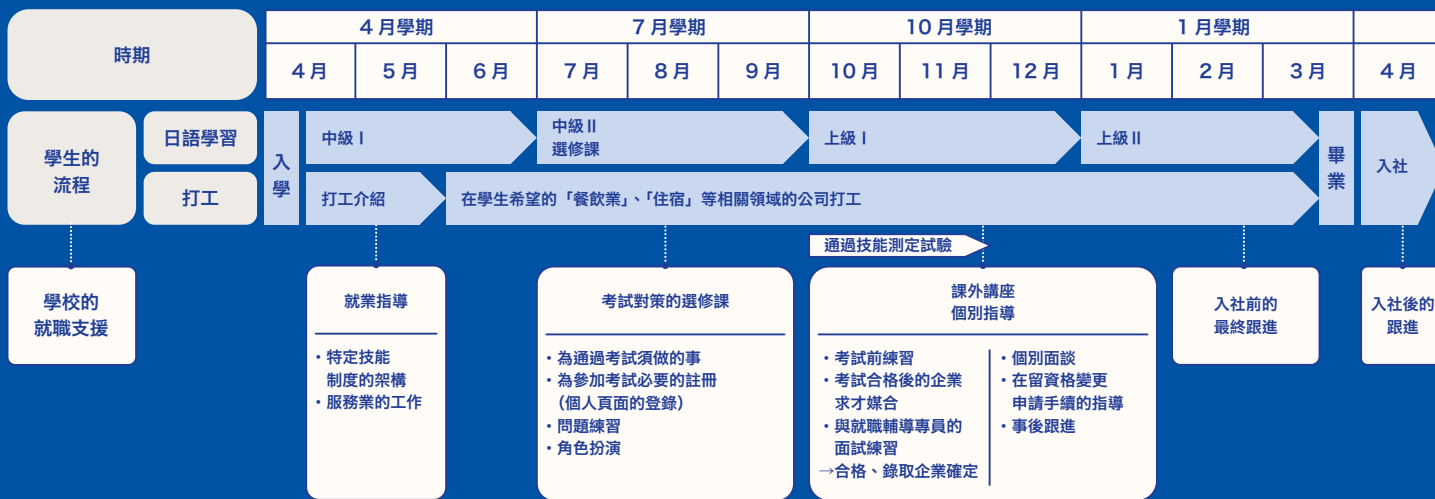 時期
4月學期
7月學期
10月學期
1月學期
4月
5月
6月
7月
8月
9月
10月
11月
12月
1月
2月
3月
4月
學生的
流程
日語學習
打工
入學
中級Ⅰ
中級Ⅱ
選修課
上級Ⅰ
上級Ⅱ
打工介紹
在學生希望的「餐飲業」、「住宿」等相關領域的公司打工
畢業
入社
通過技能測定試驗
學校的
就職支援
就業指導
・特定技能
制度的架構
・服務業的工作
考試對策的選修課
・為通過考試須做的事
・為參加考試必要的註冊
（個人頁面的登錄）
・問題練習
・角色扮演
課外講座
個別指導
・考試前練習
・考試合格後的企業
求才媒合
・與就職輔導專員的
面試練習
→合格、錄取企業確定
・個別面談
・在留資格變更
申請手續的指導
・事後跟進
入社前的
最終跟進
入社後的
跟進